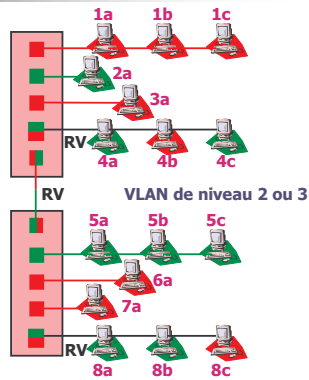 1a 1b 1c
2a
3a
RV
4a 4b 4c
RV VLAN de niveau 2 ou 3
5a 5b 5c
6a
7a
RV
8a 8b 8c